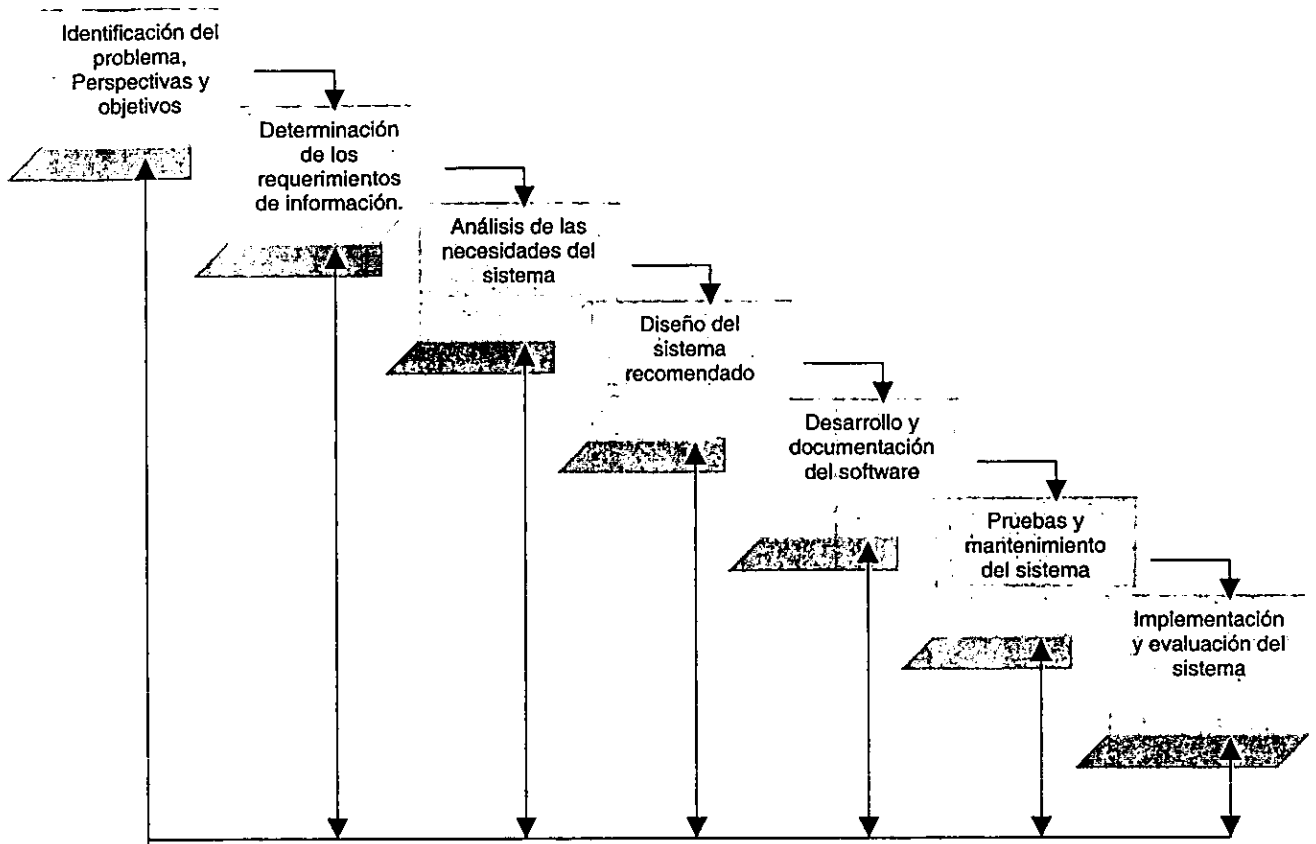 Identificación del
problema,
Perspectivas y
objetivos
Determinación
de los
requerimientos
de información.
Análisis de las
necesidades del
sistema
Diseño del
sistema
recomendado
Desarrollo y
documentación
del software
Pruebas y
mantenimiento
del sistema
Implementación
y evaluación del
sistema